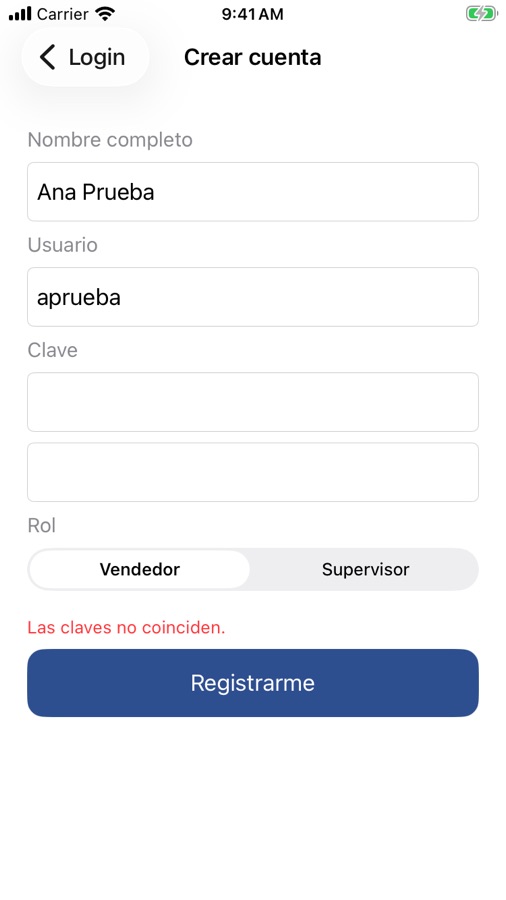 Carrier 9:41 AM
Login Crear cuenta
Nombre completo
Ana Prueba
Usuario
aprueba
Clave
Rol
Vendedor Supervisor
Las claves no coinciden.
Registrarme